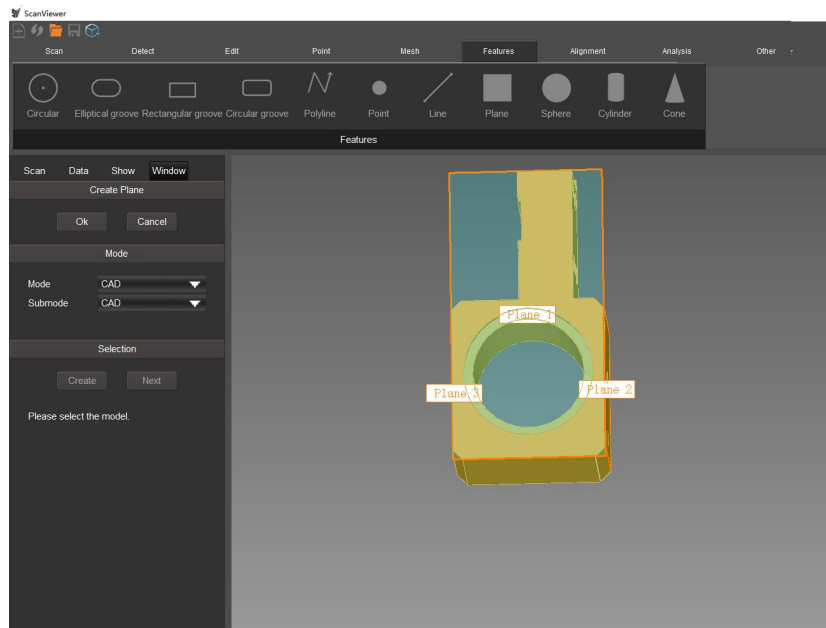 ScanViewer
Scan Detect Edit Point Mesh Features Alignment Analysis Other
Circular Elliptical groove Rectangular groove Circular groove Polyline Point Line Plane Sphere Cylinder Cone
Features
Scan Data Show Window
Create Plane
Ok Cancel
Mode
Mode CAD
Submode CAD
Selection
Create Next
Please select the model.
Plane 1
Plane 3
Plane 2